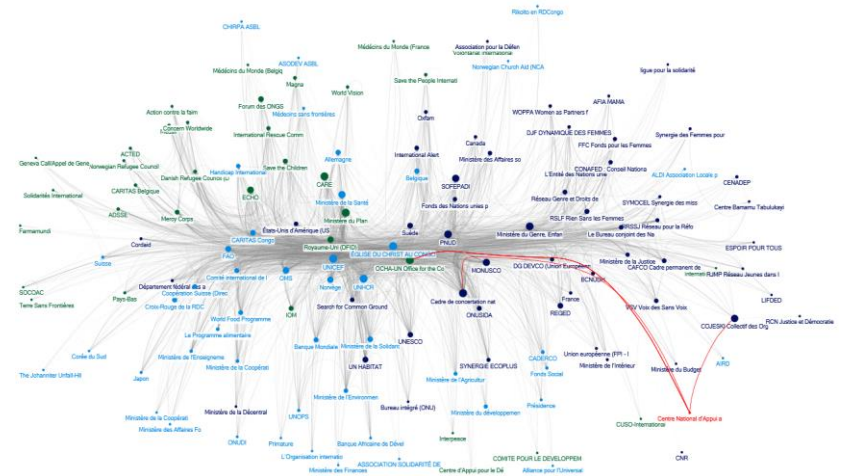 CHIRPA ASBL
Médecins du Monde (France
Association pour la Défen
ASODEV ASBL
Norwegian Church Aid (NCA
ligue pour la solidarité
Médecins du Monde (Belgiq
Magna
World Vision
Save the People Internati
Forum des ONGS
Médecins sans frontières
AFIA MAMA
Action contre la faim
WOPPA Women as Partners f
Concern Worldwide
Oxfam
International Rescue Comm
DJF DYNAMIQUE DES FEMMES
Synergie des Femmes pour
FFC Fonds pour les Femmes
Canada
ACTED
Allemagne
International Alert
Ministère des Affaires so
Geneva Call/Appel de Gene
Norwegian Refugee Council
Save the Children
CONAFED : Conseil Nationa
Handicap International
Belgique
L'Entité des Nations unie
ALDI Association Locale p
Danish Refugee Council
CARE
SOFEPADI
CENADEP
CARITAS Belgique
ECHO
Solidarités International
Ministère de la Santé
Réseau Genre et Droits de
SYMOCEL Synergie des miss
Fonds des Nations unies p
Centre Bamamu Tabulukayi
ADSSE
Mercy Corps
Ministère du Plan
RSLF Rien Sans les Femmes
RRSSJ Réseau pour la Réfo
États-Unis d'Amérique (US
Suède
Farmamundi
CARITAS Congo
Ministère du Genre, Enfan
Le Bureau conjoint des Na
Cordaid
Royaume-Uni (DFID)
PNUD
ESPOIR POUR TOUS
FAO
ÉGLISE DU CHRIST AU CONGO
Ministère de la Justice
Suisse
UNICEF
OCHA-UN Office for the Co
MONUSCO
DG DEVCO (Union Européenn
CAFCO Cadre permanent de
RJMP Réseau Jeunes dans l
Comité international de l
OMS
UNHCR
BCNUDH
SOCOAC
Département fédéral des a
Norvège
Coopération Suisse (Direc
Pays-Bas
Cadre de concertation nat
France
LIFDED
Terre Sans Frontières
Croix-Rouge de la RDC
Search for Common Ground
VSV Voix des Sans Voix
IOM
ONUSIDA
REGED
World Food Programme
COJESKI Collectif des Org
RCN Justice et Démocratie
Le Programme alimentaire
UNESCO
Banque Mondiale
Ministère de la Solidari
Corée du Sud
Ministère de l'Enseigneme
CADERCO
Union européenne (FPI - I
Ministère de la Coopérati
UN HABITAT
SYNERGIE ECOPLUS
Ministère de l'Intérieur
AIRD
The Johanniter Unfall-Hil
Japon
Fonds Social
Ministère du Budget
Ministère de l'Agricultur
Ministère de l'Environnem
Présidence
Ministère de la Décentral
Bureau intégré (ONU)
Ministère du développemen
Ministère de la Coopérati
UNOPS
Centre National d'Appui a
CUSO-International
Ministère des Affaires Fo
Interpeace
ONUDI
Primature
Banque Africaine de Dével
L'Organisation internatio
COMITE POUR LE DEVELOPPEM
CNR
ASSOCIATION SOLIDARITÉ DE
Ministère des Finances
Centre d'Appui pour le Dé
Alliance pour l'Universal